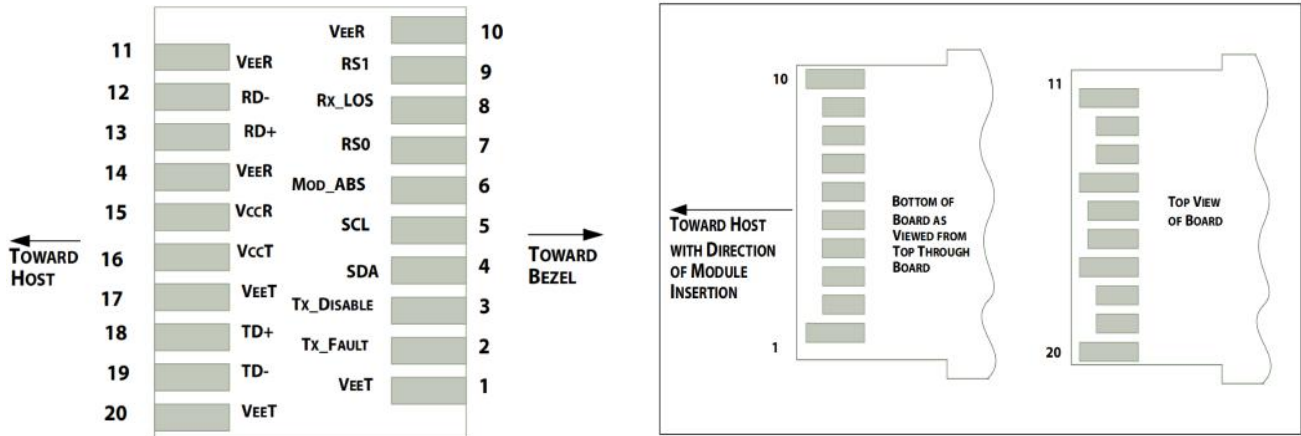 11 VEER
12 RD-
13 RD+
14 VEER
15 VCCR
16 VCCT
17 VEET
18 TD+
19 TD-
20 VEET
VEER 10
RS1 9
RX_LOS 8
RS0 7
MOD_ABS 6
SCL 5
SDA 4
TX_DISABLE 3
TX_FAULT 2
VEET 1
TOWARD
HOST
TOWARD
BEZEL
10
1
TOWARD HOST
WITH DIRECTION
OF MODULE
INSERTION
BOTTOM OF
BOARD AS
VIEWED FROM
TOP THROUGH
BOARD
11
20
TOP VIEW
OF BOARD